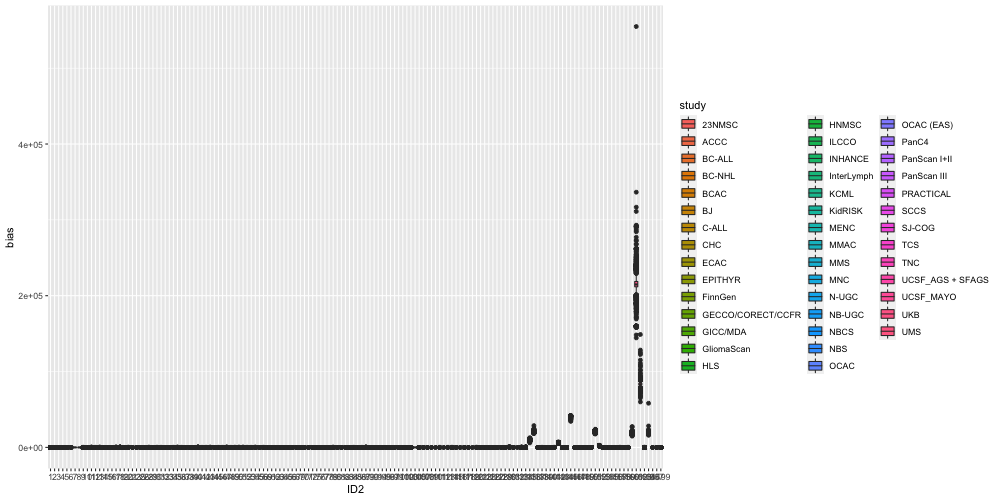 4e+05
2e+05
0e+00
bias
ID2
study
23NMSC
ACCC
BC-ALL
BC-NHL
BCAC
BJ
C-ALL
CHC
ECAC
EPITHYR
FinnGen
GECCO/CORECT/CCFR
GICC/MDA
GliomaScan
HLS
HNMSC
ILCCO
INHANCE
InterLymph
KCML
KidRISK
MENC
MMAC
MMS
MNC
N-UGC
NB-UGC
NBCS
NBS
OCAC
OCAC (EAS)
PanC4
PanScan I+II
PanScan III
PRACTICAL
SCCS
SJ-COG
TCS
TNC
UCSF_AGS + SFAGS
UCSF_MAYO
UKB
UMS